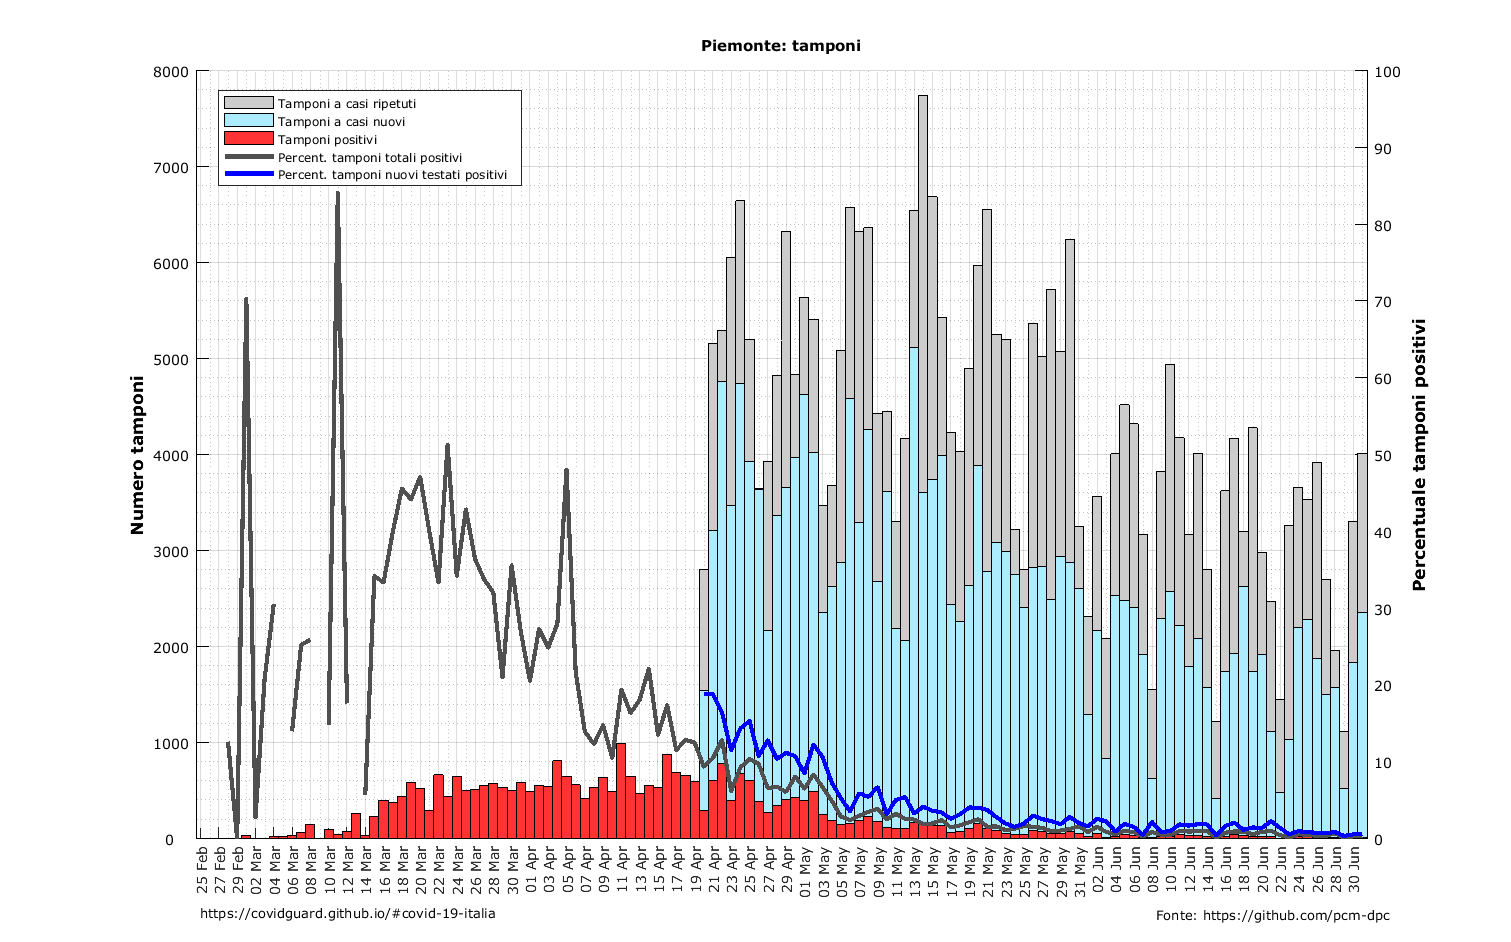 Piemonte: tamponi
Tamponi a casi ripetuti
Tamponi a casi nuovi
Tamponi positivi
Percent. tamponi totali positivi
Percent. tamponi nuovi testati positivi
Numero tamponi
8000
7000
6000
5000
4000
3000
2000
1000
0
100
90
80
70
60
50
40
30
20
10
0
Percentuale tamponi positivi
25 Feb
27 Feb
29 Feb
02 Mar
04 Mar
06 Mar
08 Mar
10 Mar
12 Mar
14 Mar
16 Mar
18 Mar
20 Mar
22 Mar
24 Mar
26 Mar
28 Mar
30 Mar
01 Apr
03 Apr
05 Apr
07 Apr
09 Apr
11 Apr
13 Apr
15 Apr
17 Apr
19 Apr
21 Apr
23 Apr
25 Apr
27 Apr
29 Apr
01 May
03 May
05 May
07 May
09 May
11 May
13 May
15 May
17 May
19 May
21 May
23 May
25 May
27 May
29 May
31 May
02 Jun
04 Jun
06 Jun
08 Jun
10 Jun
12 Jun
14 Jun
16 Jun
18 Jun
20 Jun
22 Jun
24 Jun
26 Jun
28 Jun
30 Jun
https://covidguard.github.io/#covid-19-italia
Fonte: https://github.com/pcm-dpc